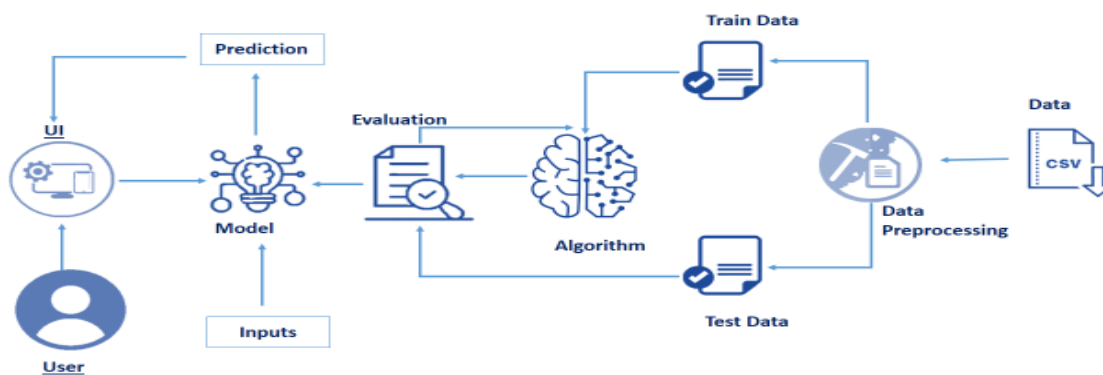 Train Data
Prediction
Data
Evaluation
UI
CSV
Model
Algorithm
Data
Preprocessing
Inputs
Test Data
User